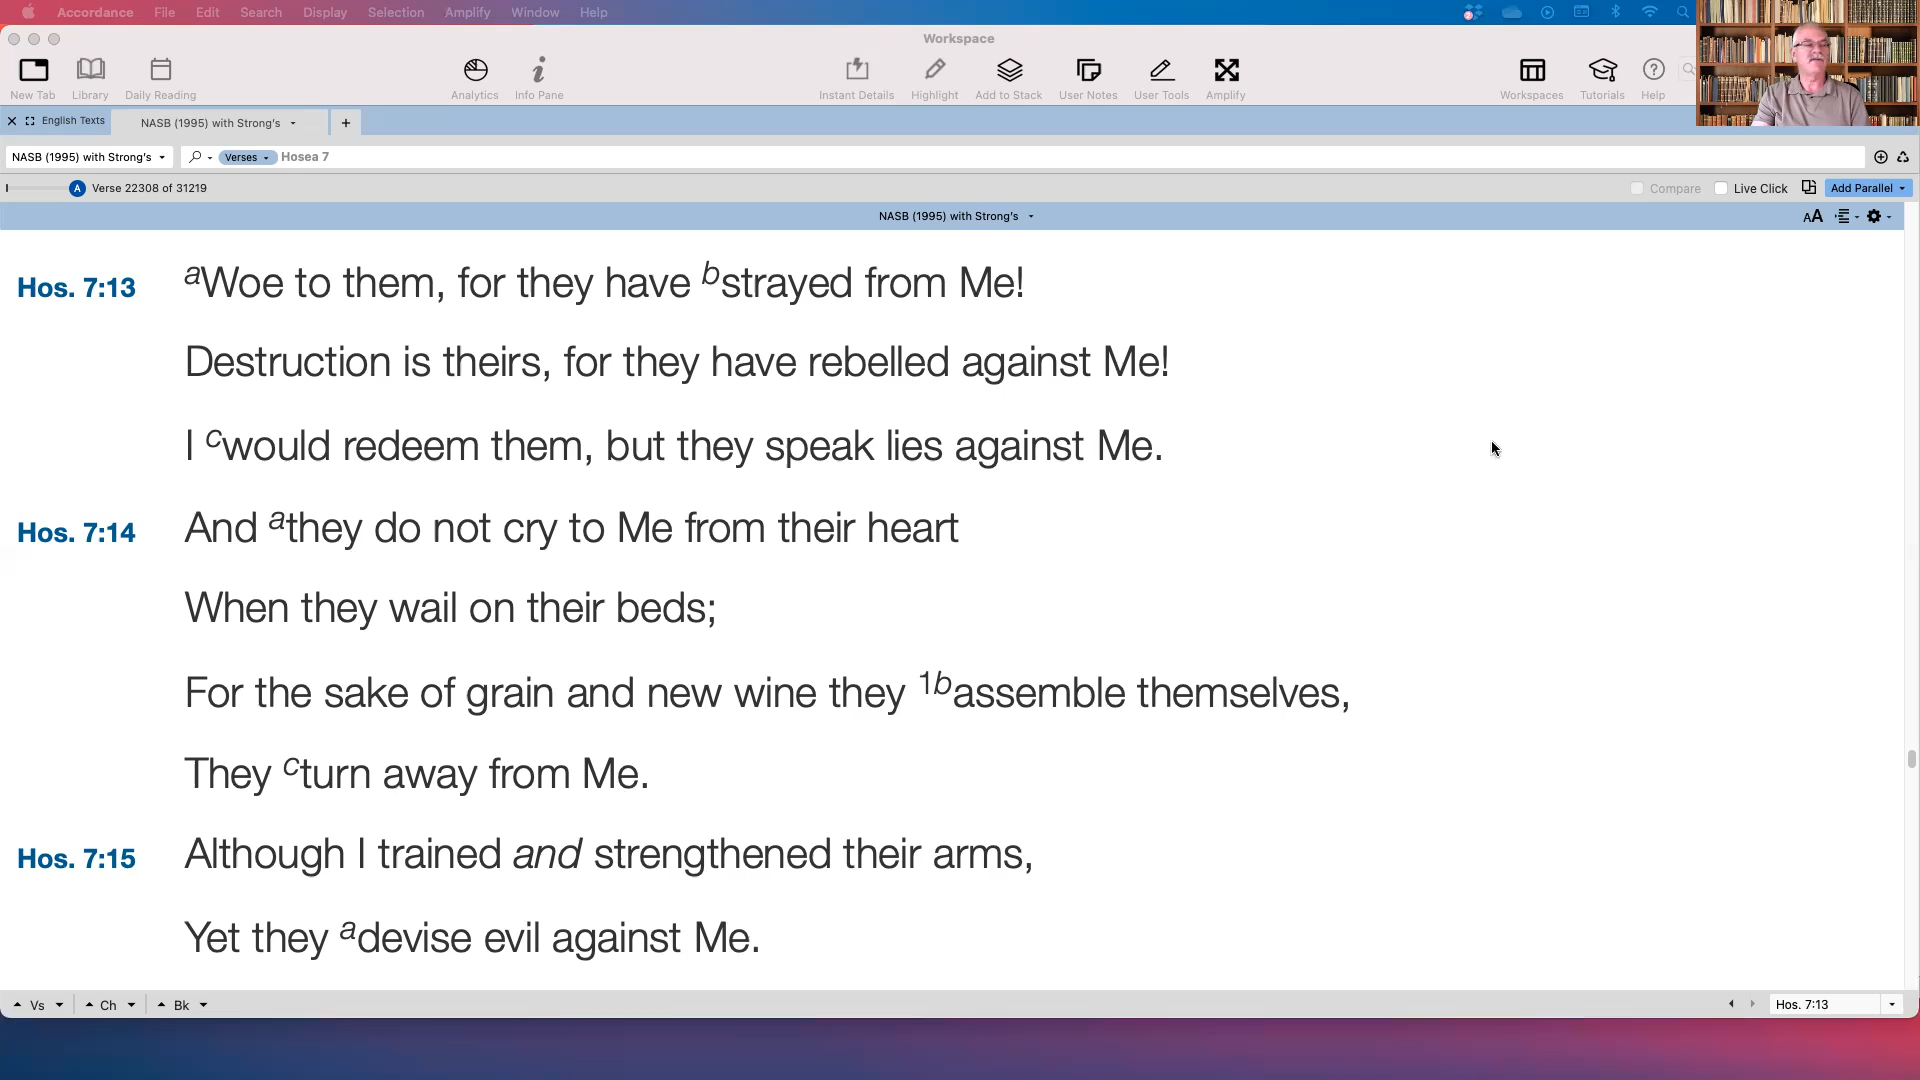 Accordance File Edit Search Display Selection Amplify Window Help
Workspace
New Tab Library Daily Reading Analytics Info Pane Instant Details Highlight Add to Stack User Notes User Tools Amplify Workspaces Tutorials Help
English Texts NASB (1995) with Strong's +
NASB (1995) with Strong's Verses Hosea 7
A Verse 22308 of 31219 Compare Live Click Add Parallel
NASB (1995) with Strong's AA
Hos. 7:13 aWoe to them, for they have bstrayed from Me!
Destruction is theirs, for they have rebelled against Me!
I cwould redeem them, but they speak lies against Me.
Hos. 7:14 And athey do not cry to Me from their heart
When they wail on their beds;
For the sake of grain and new wine they 1bassemble themselves,
They cturn away from Me.
Hos. 7:15 Although I trained and strengthened their arms,
Yet they adevise evil against Me.
Vs Ch Bk Hos. 7:13